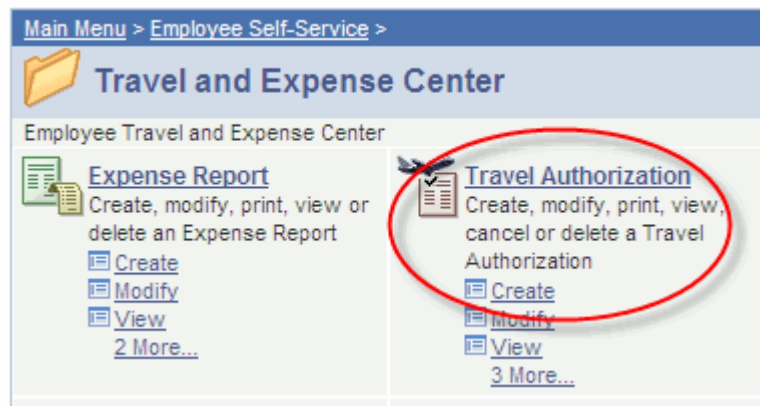 Main Menu > Employee Self-Service >
Travel and Expense Center
Employee Travel and Expense Center
Expense Report
Create, modify, print, view or
delete an Expense Report
Create
Modify
View
2 More...
Travel Authorization
Create, modify, print, view,
cancel or delete a Travel
Authorization
Create
Modify
View
3 More...